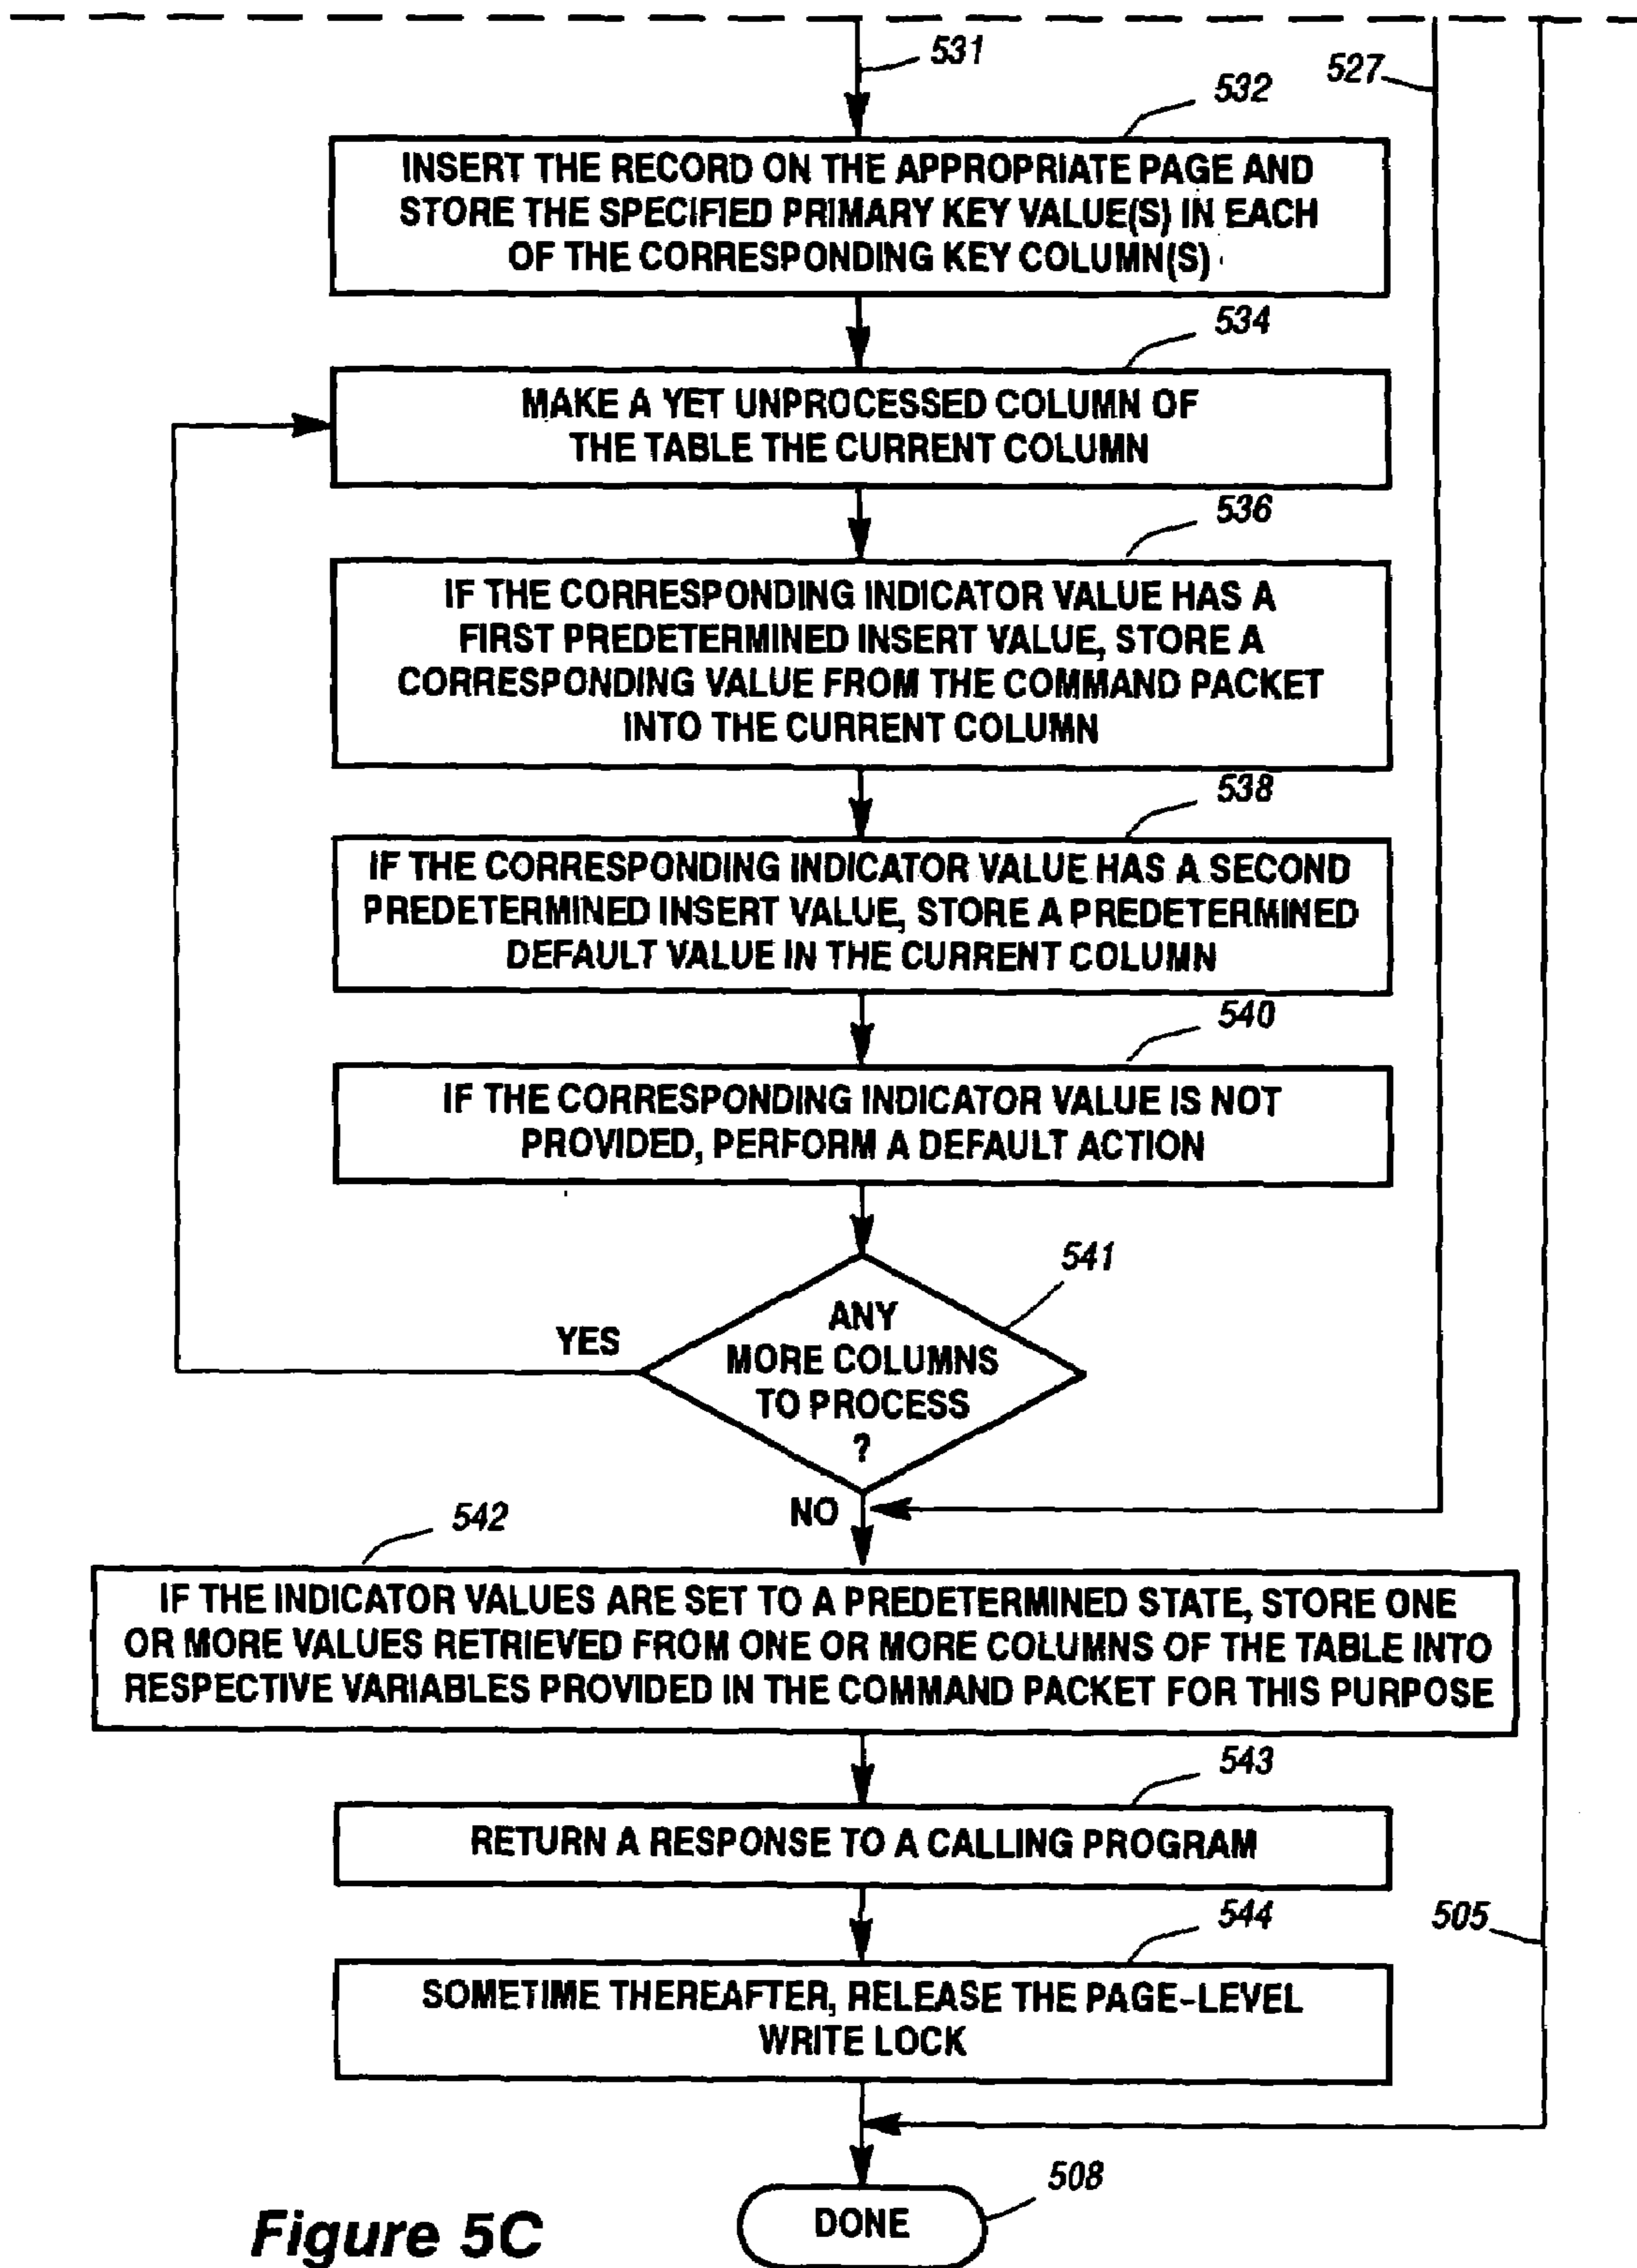 531
527
532
INSERT THE RECORD ON THE APPROPRIATE PAGE AND
STORE THE SPECIFIED PRIMARY KEY VALUE(S) IN EACH
OF THE CORRESPONDING KEY COLUMN(S)
534
MAKE A YET UNPROCESSED COLUMN OF
THE TABLE THE CURRENT COLUMN
536
IF THE CORRESPONDING INDICATOR VALUE HAS A
FIRST PREDETERMINED INSERT VALUE, STORE A
CORRESPONDING VALUE FROM THE COMMAND PACKET
INTO THE CURRENT COLUMN
538
IF THE CORRESPONDING INDICATOR VALUE HAS A SECOND
PREDETERMINED INSERT VALUE, STORE A PREDETERMINED
DEFAULT VALUE IN THE CURRENT COLUMN
540
IF THE CORRESPONDING INDICATOR VALUE IS NOT
PROVIDED, PERFORM A DEFAULT ACTION
541
ANY
MORE COLUMNS
TO PROCESS
?
YES
NO
542
IF THE INDICATOR VALUES ARE SET TO A PREDETERMINED STATE, STORE ONE
OR MORE VALUES RETRIEVED FROM ONE OR MORE COLUMNS OF THE TABLE INTO
RESPECTIVE VARIABLES PROVIDED IN THE COMMAND PACKET FOR THIS PURPOSE
543
RETURN A RESPONSE TO A CALLING PROGRAM
544
505
SOMETIME THEREAFTER, RELEASE THE PAGE-LEVEL
WRITE LOCK
508
DONE
Figure 5C